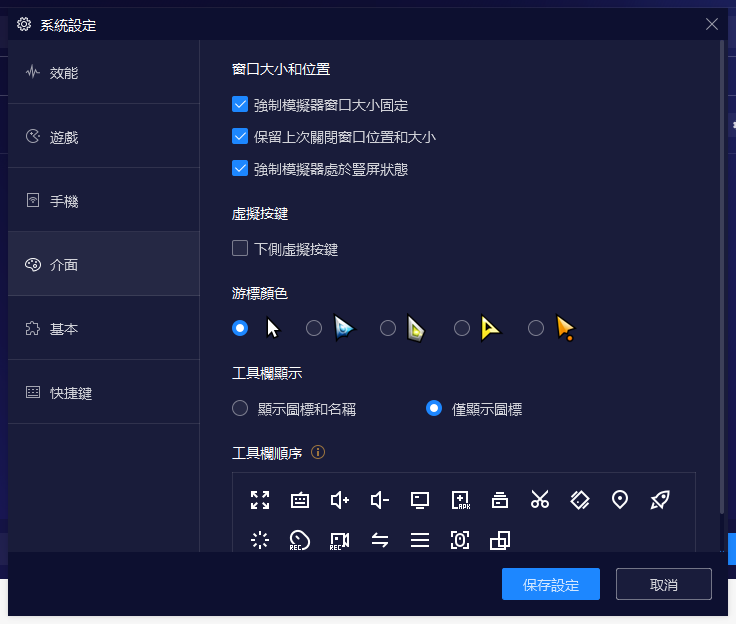 系統設定
效能
遊戲
手機
介面
基本
快捷鍵
窗口大小和位置
強制模擬器窗口大小固定
保留上次關閉窗口位置和大小
強制模擬器處於豎屏狀態
虛擬按鍵
下側虛擬按鍵
游標顏色
工具欄顯示
顯示圖標和名稱
僅顯示圖標
工具欄順序
APK
REC
REC
保存設定
取消